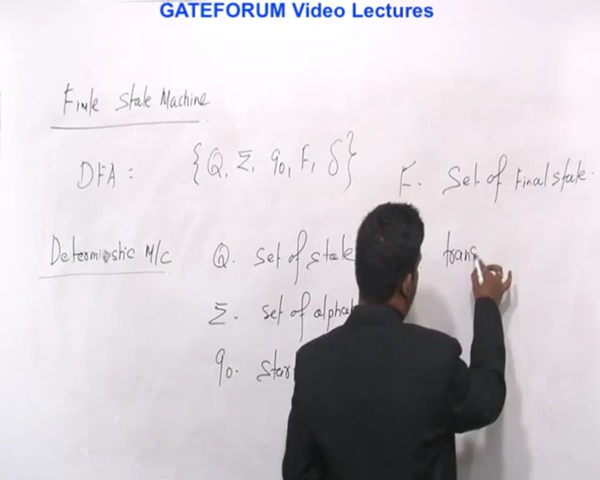 GATEFORUM Video Lectures
Finite State Machine
DFA : {Q, Σ, q0, F, δ}
F. Set of Final state.
Deterministic M/C Q. set of state
trans
Σ. set of alphab
q0. star